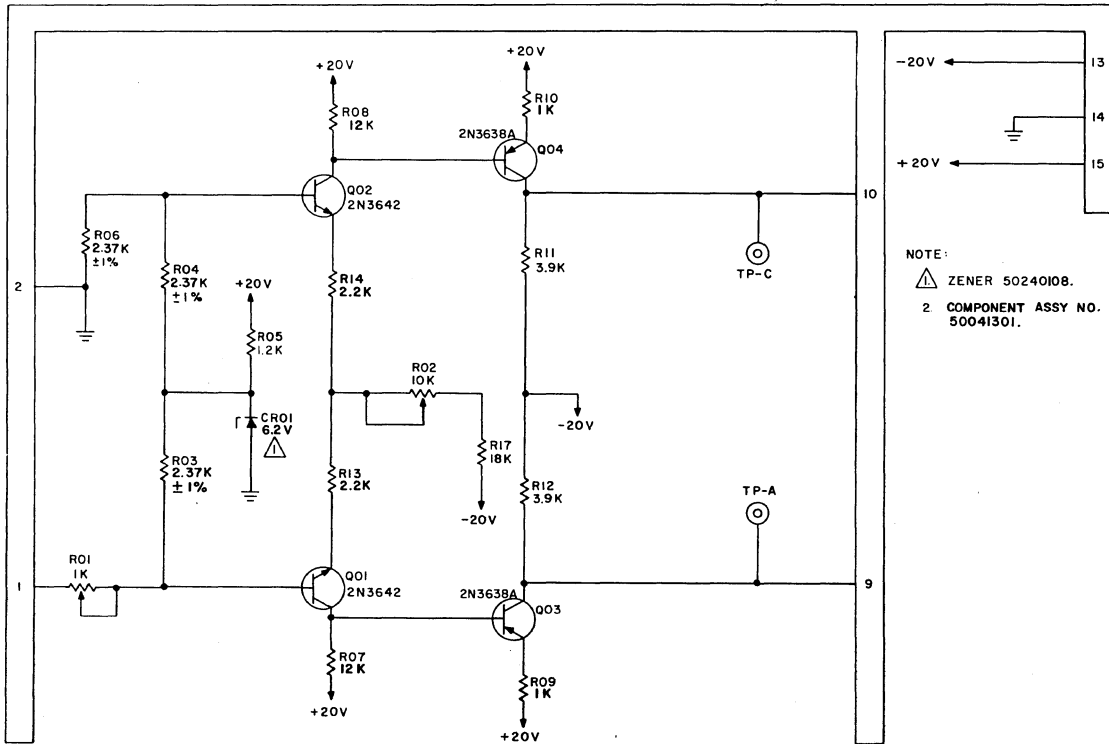 +20V
R08
12K
+20V
R10
1K
2N3638A
Q04
Q02
2N3642
10
R06
2.37K
±1%
2
R04
2.37K
±1%
+20V
R05
1.2K
R14
2.2K
R11
3.9K
TP-C
R02
10K
CR01
6.2V
1
-20V
R03
2.37K
±1%
R13
2.2K
R17
18K
-20V
R12
3.9K
TP-A
R01
1K
1
Q01
2N3642
2N3638A
Q03
9
R07
12K
+20V
R09
1K
+20V
-20V
13
14
+20V
15
NOTE:
1. ZENER 50240108.
2. COMPONENT ASSY NO.
50041301.